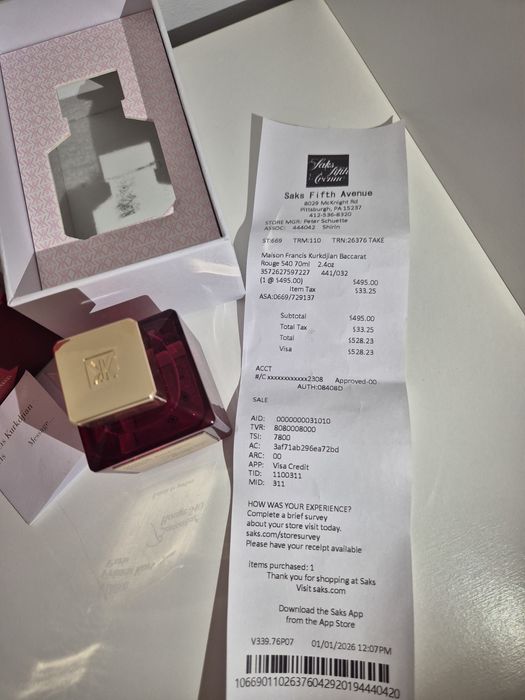 Saks
Fifth
Avenue
Saks Fifth Avenue
8029 McKnight Rd
Pittsburgh, PA 15237
412-536-8320
STORE MGR: Peter Schuette
ASSOC: 444042 Shirin
ST:669 TRM:110 TRN:26376 TAKE
Maison Francis Kurkdjian Baccarat
Rouge 540 70ml 2.4oz
3572627597227 441/032
(1 @ $495.00) $495.00
Item Tax $33.25
ASA:0669/729137
Subtotal $495.00
Total Tax $33.25
Total $528.23
Visa $528.23
ACCT
#/C xxxxxxxxxxxx2308 Approved-00
AUTH:08408D
SALE
AID: 0000000031010
TVR: 8080008000
TSI: 7800
AC: 3af71ab296ea72bd
ARC: 00
APP: Visa Credit
TID: 1100311
MID: 311
HOW WAS YOUR EXPERIENCE?
Complete a brief survey
about your store visit today.
saks.com/storesurvey
Please have your receipt available
Items purchased: 1
Thank you for shopping at Saks
Visit saks.com
Download the Saks App
from the App Store
V339.76P07 01/01/2026 12:07PM
10669011026376042920194440420
Kurkdjian